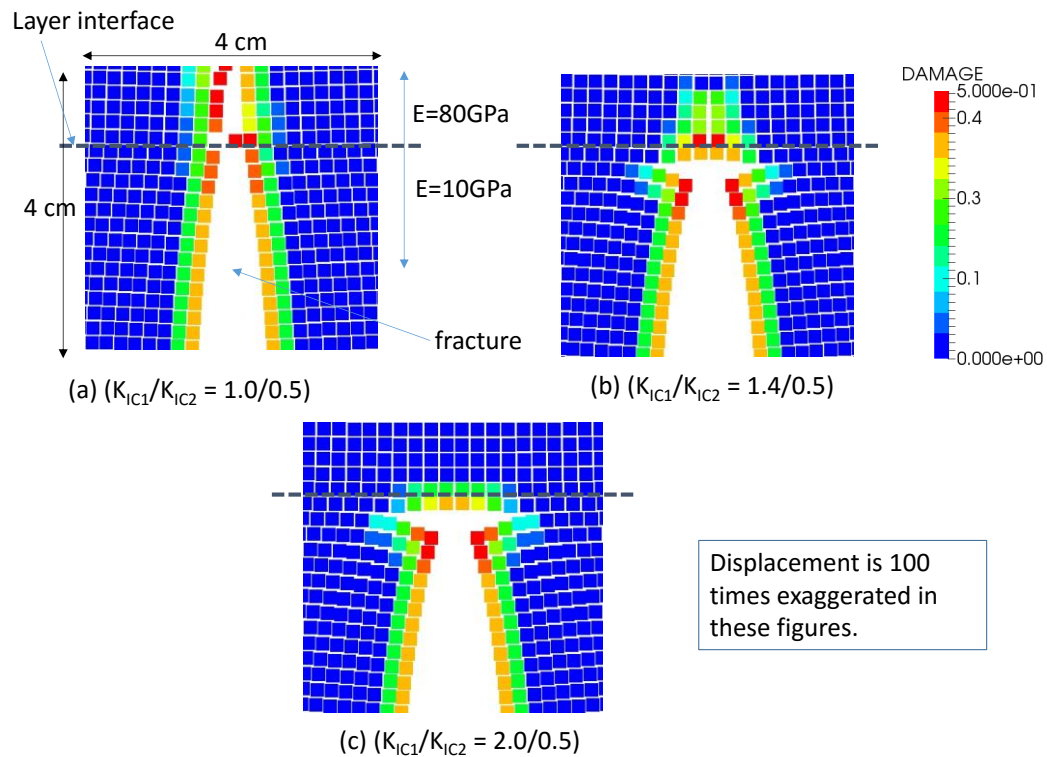 Layer interface
4 cm
4 cm
E=80GPa
E=10GPa
fracture
(a) (KIC1/KIC2 = 1.0/0.5)
DAMAGE
5.000e-01
0.4
0.3
0.1
0.000e+00
(b) (KIC1/KIC2 = 1.4/0.5)
(c) (KIC1/KIC2 = 2.0/0.5)
Displacement is 100
times exaggerated in
these figures.